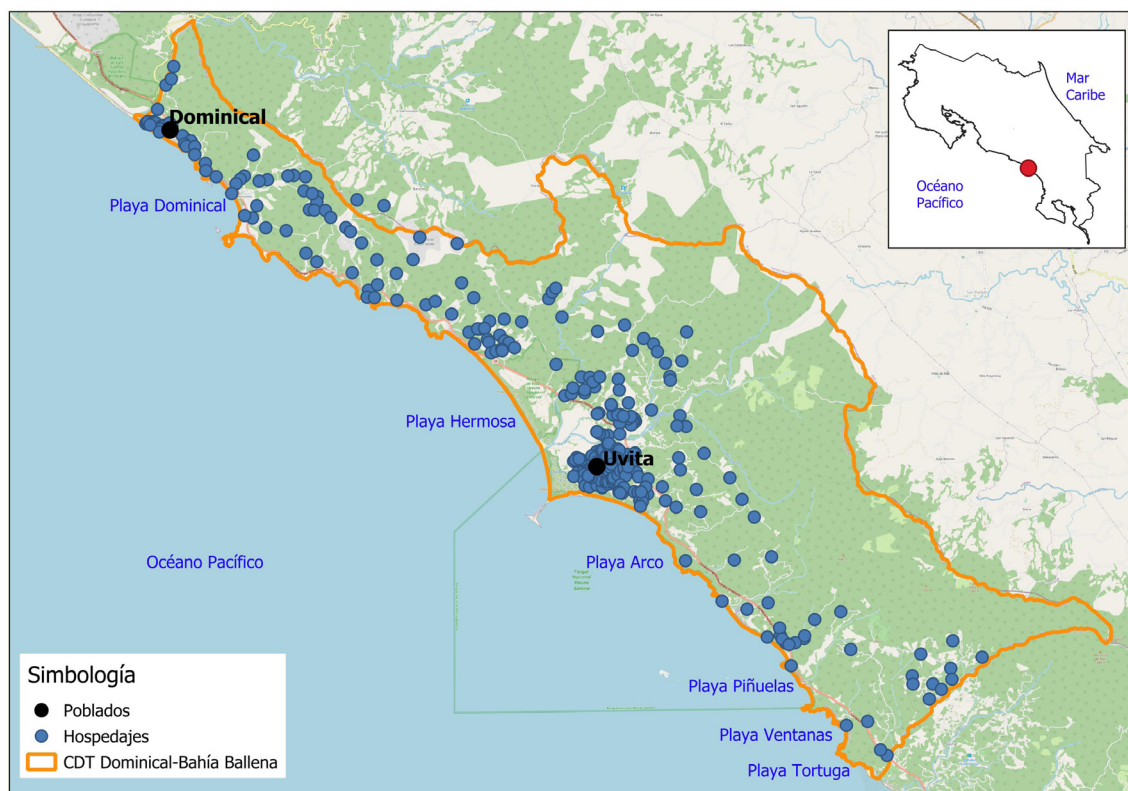 Mar
Caribe
Océano
Pacífico
Dominical
Playa Dominical
Playa Hermosa
Uvita
Océano Pacífico
Playa Arco
Playa Piñuelas
Playa Ventanas
Playa Tortuga
Simbología
Poblados
Hospedajes
CDT Dominical-Bahía Ballena